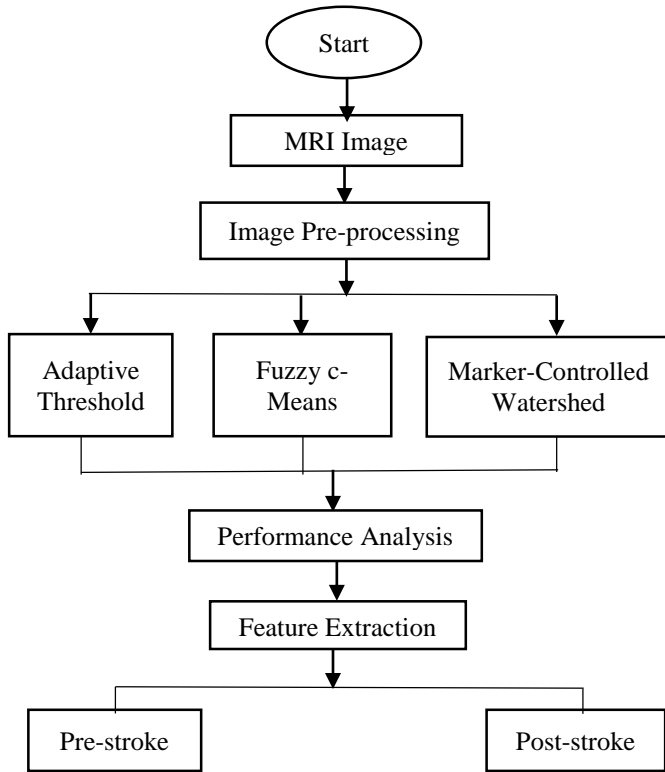 Start
MRI Image
Image Pre-processing
Adaptive
Threshold
Fuzzy c-
Means
Marker-Controlled
Watershed
Performance Analysis
Feature Extraction
Pre-stroke
Post-stroke